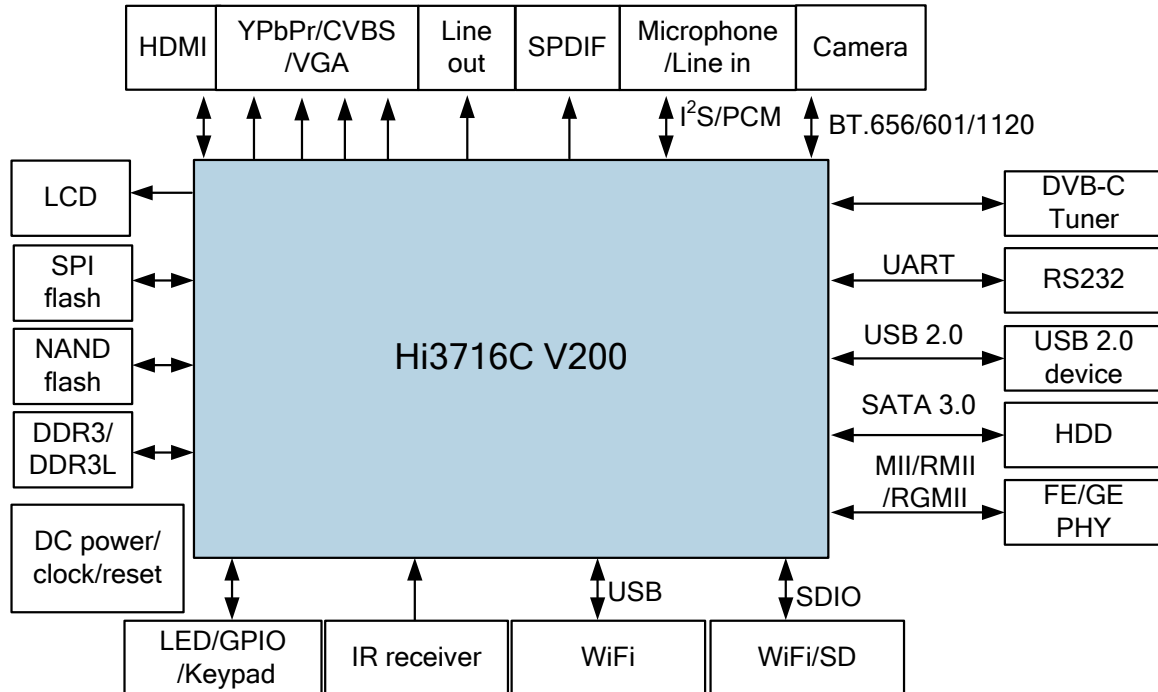 HDMI
YPbPr/CVBS
/VGA
Line
out
SPDIF
Microphone
/Line in
Camera
I²S/PCM
BT.656/601/1120
LCD
SPI
flash
NAND
flash
DDR3/
DDR3L
DC power/
clock/reset
Hi3716C V200
DVB-C
Tuner
UART
RS232
USB 2.0
USB 2.0
device
SATA 3.0
HDD
MII/RMII
/RGMII
FE/GE
PHY
USB
SDIO
LED/GPIO
/Keypad
IR receiver
WiFi
WiFi/SD